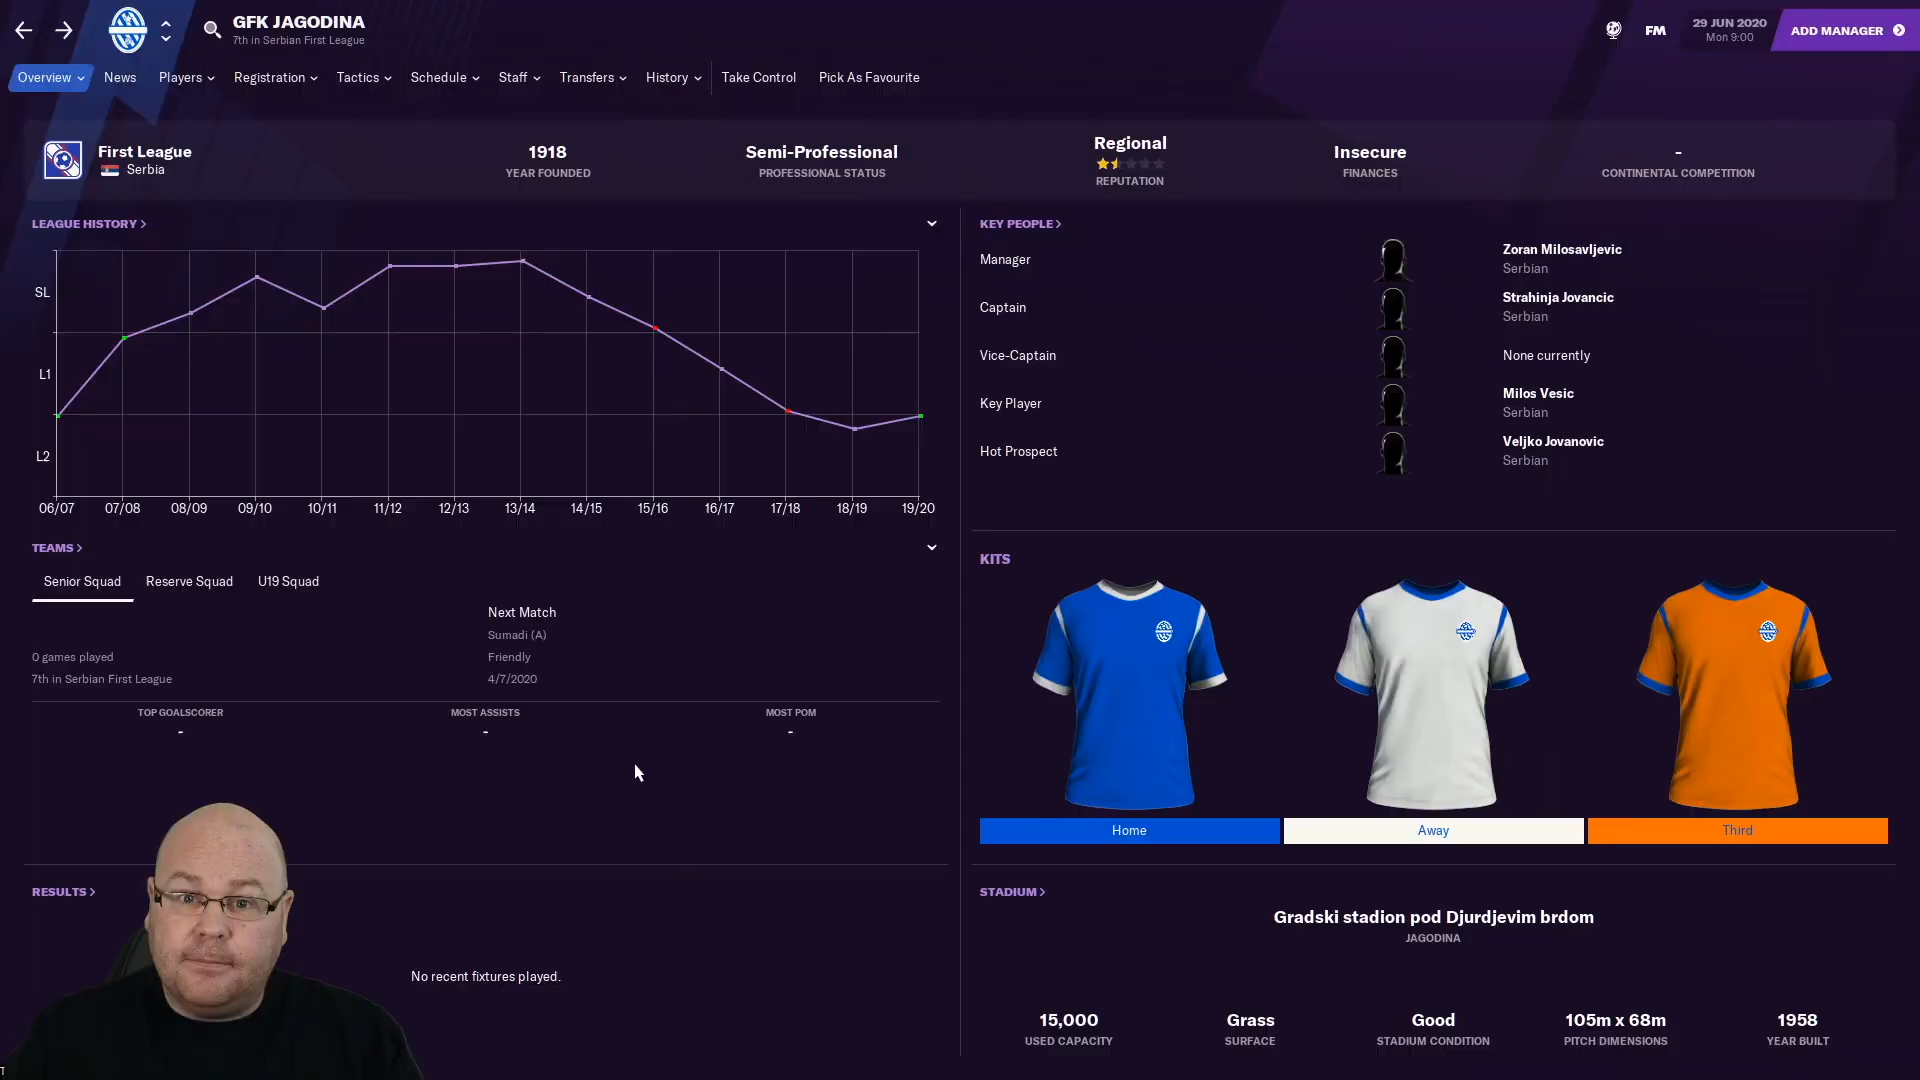 GFK JAGODINA
7th in Serbian First League
FM
29 JUN 2020
Mon 9:00
ADD MANAGER
Overview
News
Players
Registration
Tactics
Schedule
Staff
Transfers
History
Take Control
Pick As Favourite
First League
Serbia
1918
YEAR FOUNDED
Semi-Professional
PROFESSIONAL STATUS
Regional
REPUTATION
Insecure
FINANCES
-
CONTINENTAL COMPETITION
LEAGUE HISTORY >
SL
L1
L2
06/07 07/08 08/09 09/10 10/11 11/12 12/13 13/14 14/15 15/16 16/17 17/18 18/19 19/20
KEY PEOPLE >
Manager
Zoran Milosavljevic
Serbian
Captain
Strahinja Jovancic
Serbian
Vice-Captain
None currently
Key Player
Milos Vesic
Serbian
Hot Prospect
Veljko Jovanovic
Serbian
TEAMS >
Senior Squad
Reserve Squad
U19 Squad
Next Match
Sumadi (A)
0 games played
Friendly
7th in Serbian First League
4/7/2020
TOP GOALSCORER
-
MOST ASSISTS
-
MOST POM
-
KITS
Home
Away
Third
RESULTS >
No recent fixtures played.
STADIUM >
Gradski stadion pod Djurdjevim brdom
JAGODINA
15,000
USED CAPACITY
Grass
SURFACE
Good
STADIUM CONDITION
105m x 68m
PITCH DIMENSIONS
1958
YEAR BUILT